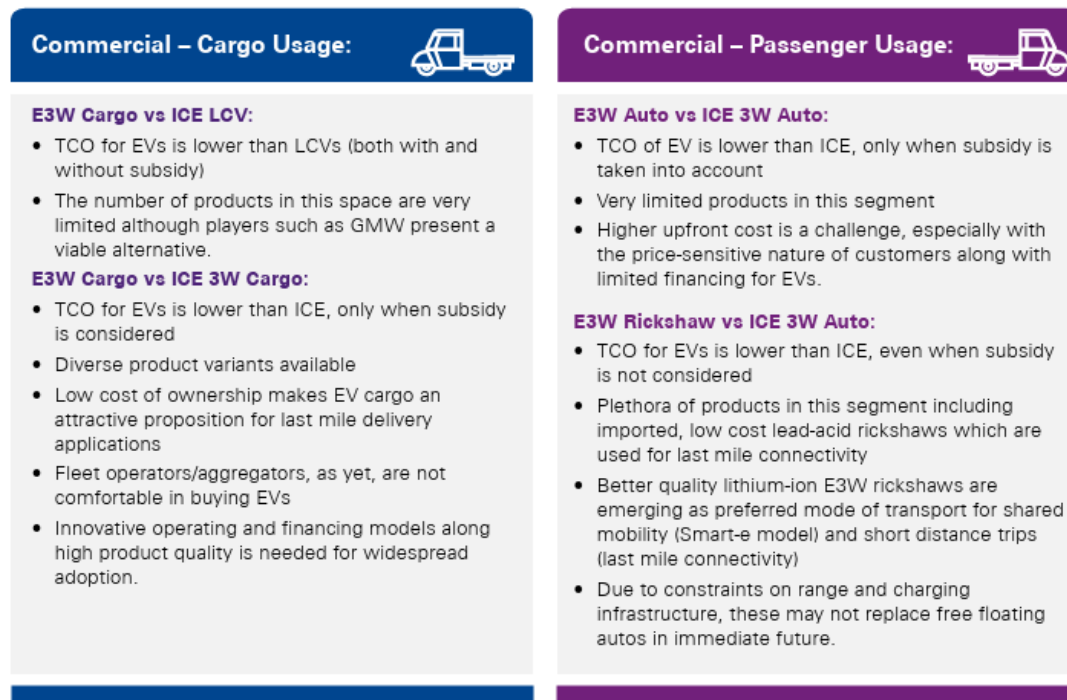 Commercial – Cargo Usage:
E3W Cargo vs ICE LCV:
• TCO for EVs is lower than LCVs (both with and
without subsidy)
• The number of products in this space are very
limited although players such as GMW present a
viable alternative.
E3W Cargo vs ICE 3W Cargo:
• TCO for EVs is lower than ICE, only when subsidy
is considered
• Diverse product variants available
• Low cost of ownership makes EV cargo an
attractive proposition for last mile delivery
applications
• Fleet operators/aggregators, as yet, are not
comfortable in buying EVs
• Innovative operating and financing models along
high product quality is needed for widespread
adoption.
Commercial – Passenger Usage:
E3W Auto vs ICE 3W Auto:
• TCO of EV is lower than ICE, only when subsidy is
taken into account
• Very limited products in this segment
• Higher upfront cost is a challenge, especially with
the price-sensitive nature of customers along with
limited financing for EVs.
E3W Rickshaw vs ICE 3W Auto:
• TCO for EVs is lower than ICE, even when subsidy
is not considered
• Plethora of products in this segment including
imported, low cost lead-acid rickshaws which are
used for last mile connectivity
• Better quality lithium-ion E3W rickshaws are
emerging as preferred mode of transport for shared
mobility (Smart-e model) and short distance trips
(last mile connectivity)
• Due to constraints on range and charging
infrastructure, these may not replace free floating
autos in immediate future.